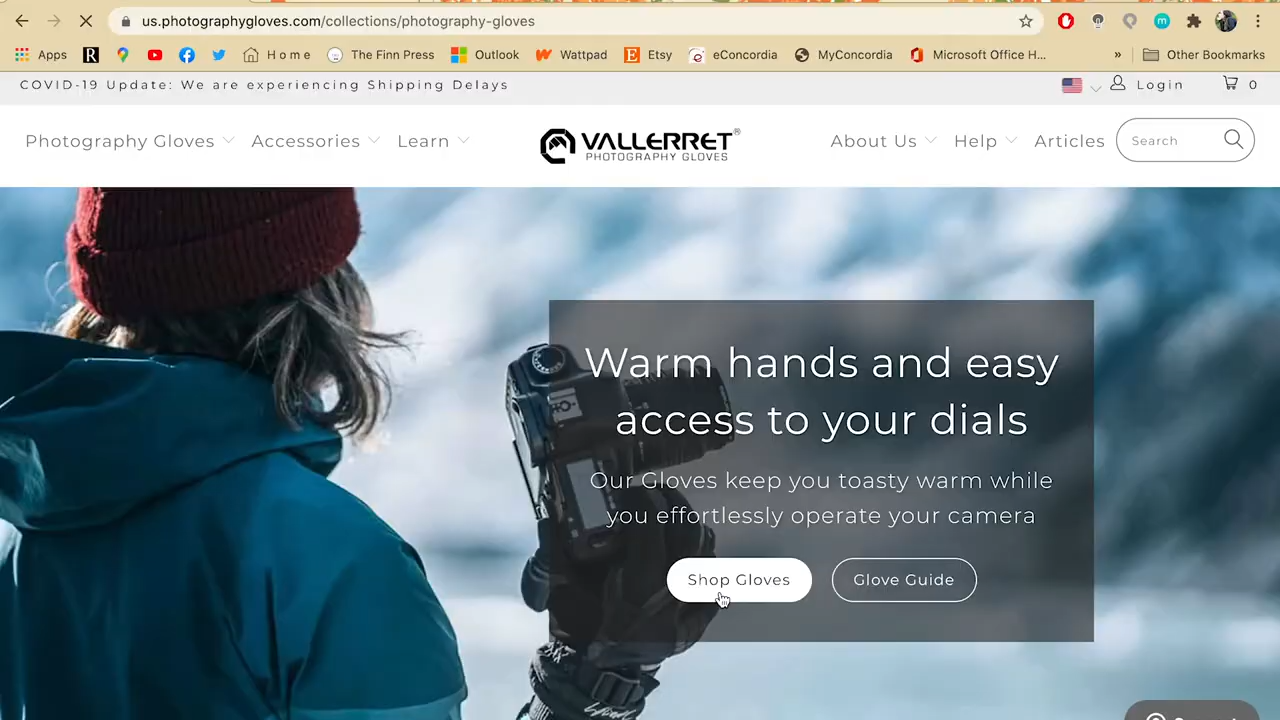 us.photographygloves.com/collections/photography-gloves
Apps R Home The Finn Press Outlook Wattpad Etsy eConcordia MyConcordia Microsoft Office H... » Other Bookmarks
COVID-19 Update: We are experiencing Shipping Delays Login 0
Photography Gloves Accessories Learn VALLERRET® About Us Help Articles Search
PHOTOGRAPHY GLOVES
Warm hands and easy
access to your dials
Our Gloves keep you toasty warm while
you effortlessly operate your camera
Shop Gloves Glove Guide